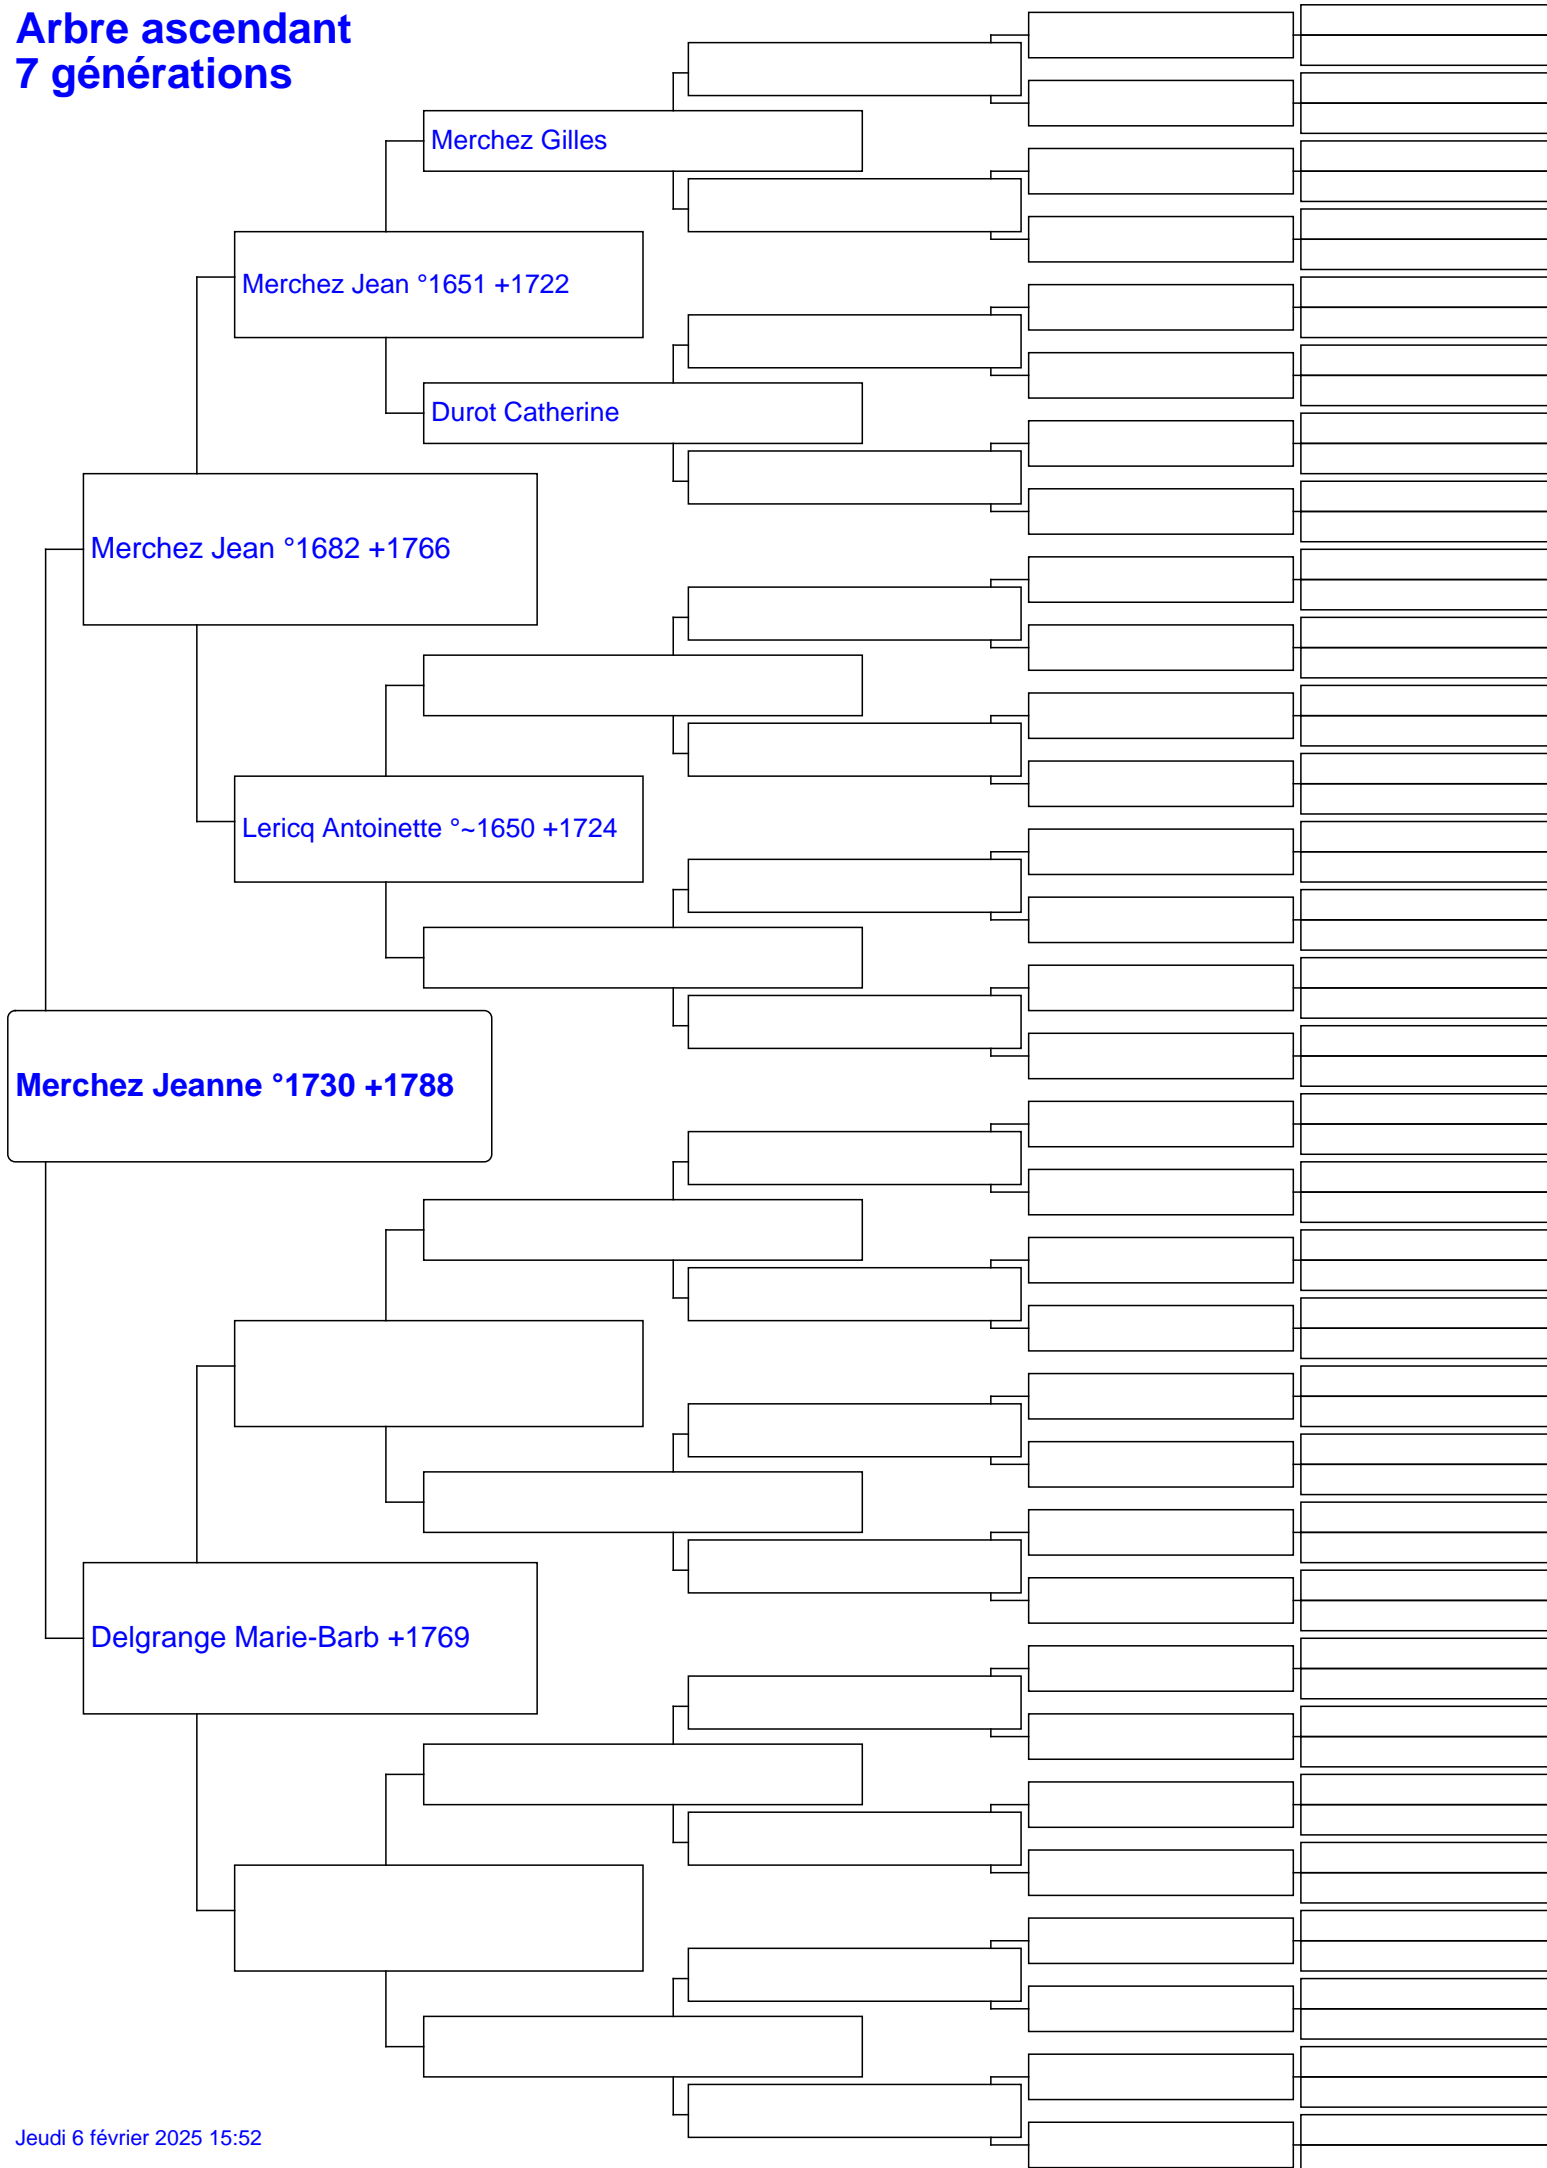 Arbre ascendant
7 générations
Merchez Gilles
Merchez Jean °1651 +1722
Durot Catherine
Merchez Jean °1682 +1766
Lericq Antoinette °~1650 +1724
Merchez Jeanne °1730 +1788
Delgrange Marie-Barb +1769
Jeudi 6 février 2025 15:52